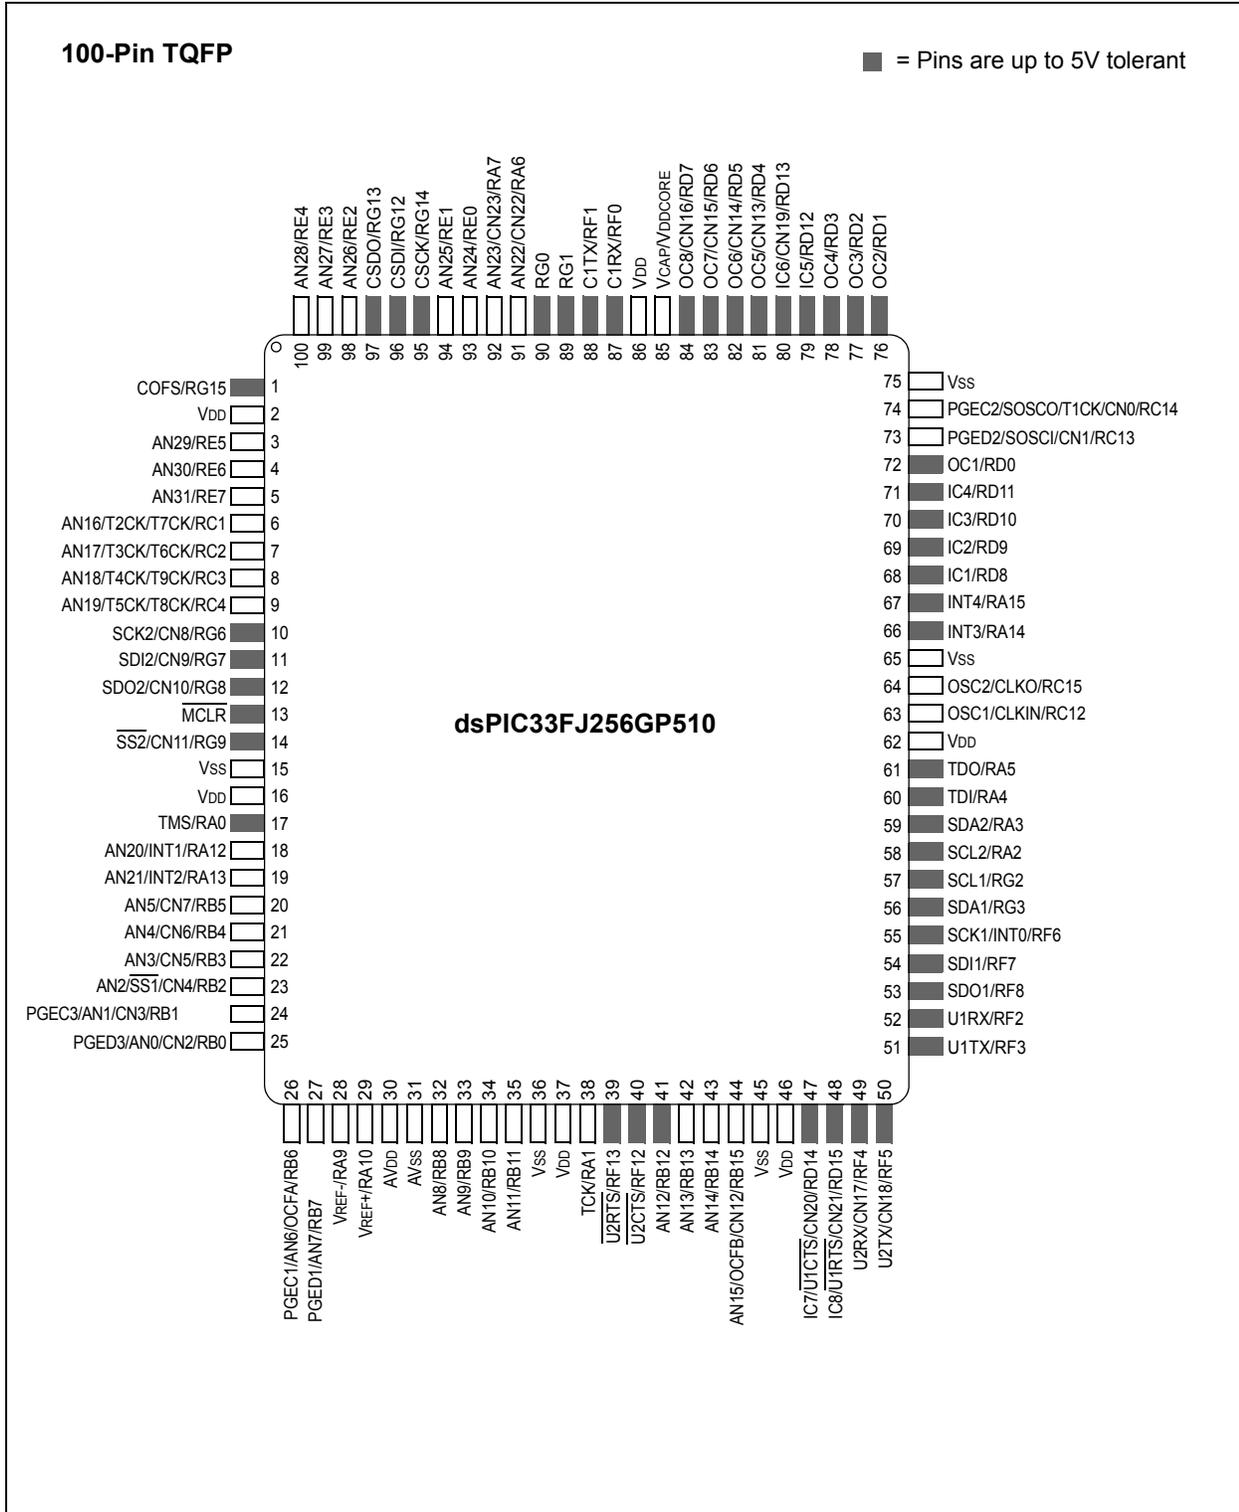 100-Pin TQFP
= Pins are up to 5V tolerant
AN28/RE4
AN27/RE3
AN26/RE2
CSDO/RG13
CSDI/RG12
CSCK/RG14
AN25/RE1
AN24/RE0
AN23/CN23/RA7
AN22/CN22/RA6
RG0
RG1
C1TX/RF1
C1RX/RF0
VDD
VCAP/VDDCORE
OC8/CN16/RD7
OC7/CN15/RD6
OC6/CN14/RD5
OC5/CN13/RD4
IC6/CN19/RD13
IC5/RD12
OC4/RD3
OC3/RD2
OC2/RD1
100
99
98
97
96
95
94
93
92
91
90
89
88
87
86
85
84
83
82
81
80
79
78
77
76
COFS/RG15 1
VDD 2
AN29/RE5 3
AN30/RE6 4
AN31/RE7 5
AN16/T2CK/T7CK/RC1 6
AN17/T3CK/T6CK/RC2 7
AN18/T4CK/T9CK/RC3 8
AN19/T5CK/T8CK/RC4 9
SCK2/CN8/RG6 10
SDI2/CN9/RG7 11
SDO2/CN10/RG8 12
MCLR 13
SS2/CN11/RG9 14
VSS 15
VDD 16
TMS/RA0 17
AN20/INT1/RA12 18
AN21/INT2/RA13 19
AN5/CN7/RB5 20
AN4/CN6/RB4 21
AN3/CN5/RB3 22
AN2/SS1/CN4/RB2 23
PGEC3/AN1/CN3/RB1 24
PGED3/AN0/CN2/RB0 25
dsPIC33FJ256GP510
75 VSS
74 PGEC2/SOSCO/T1CK/CN0/RC14
73 PGED2/SOSCI/CN1/RC13
72 OC1/RD0
71 IC4/RD11
70 IC3/RD10
69 IC2/RD9
68 IC1/RD8
67 INT4/RA15
66 INT3/RA14
65 VSS
64 OSC2/CLKO/RC15
63 OSC1/CLKIN/RC12
62 VDD
61 TDO/RA5
60 TDI/RA4
59 SDA2/RA3
58 SCL2/RA2
57 SCL1/RG2
56 SDA1/RG3
55 SCK1/INT0/RF6
54 SDI1/RF7
53 SDO1/RF8
52 U1RX/RF2
51 U1TX/RF3
26
27
28
29
30
31
32
33
34
35
36
37
38
39
40
41
42
43
44
45
46
47
48
49
50
PGEC1/AN6/OCFA/RB6
PGED1/AN7/RB7
VREF-/RA9
VREF+/RA10
AVDD
AVSS
AN8/RB8
AN9/RB9
AN10/RB10
AN11/RB11
VSS
VDD
TCK/RA1
U2RTS/RF13
U2CTS/RF12
AN12/RB12
AN13/RB13
AN14/RB14
AN15/OCFB/CN12/RB15
VSS
VDD
IC7/U1CTS/CN20/RD14
IC8/U1RTS/CN21/RD15
U2RX/CN17/RF4
U2TX/CN18/RF5